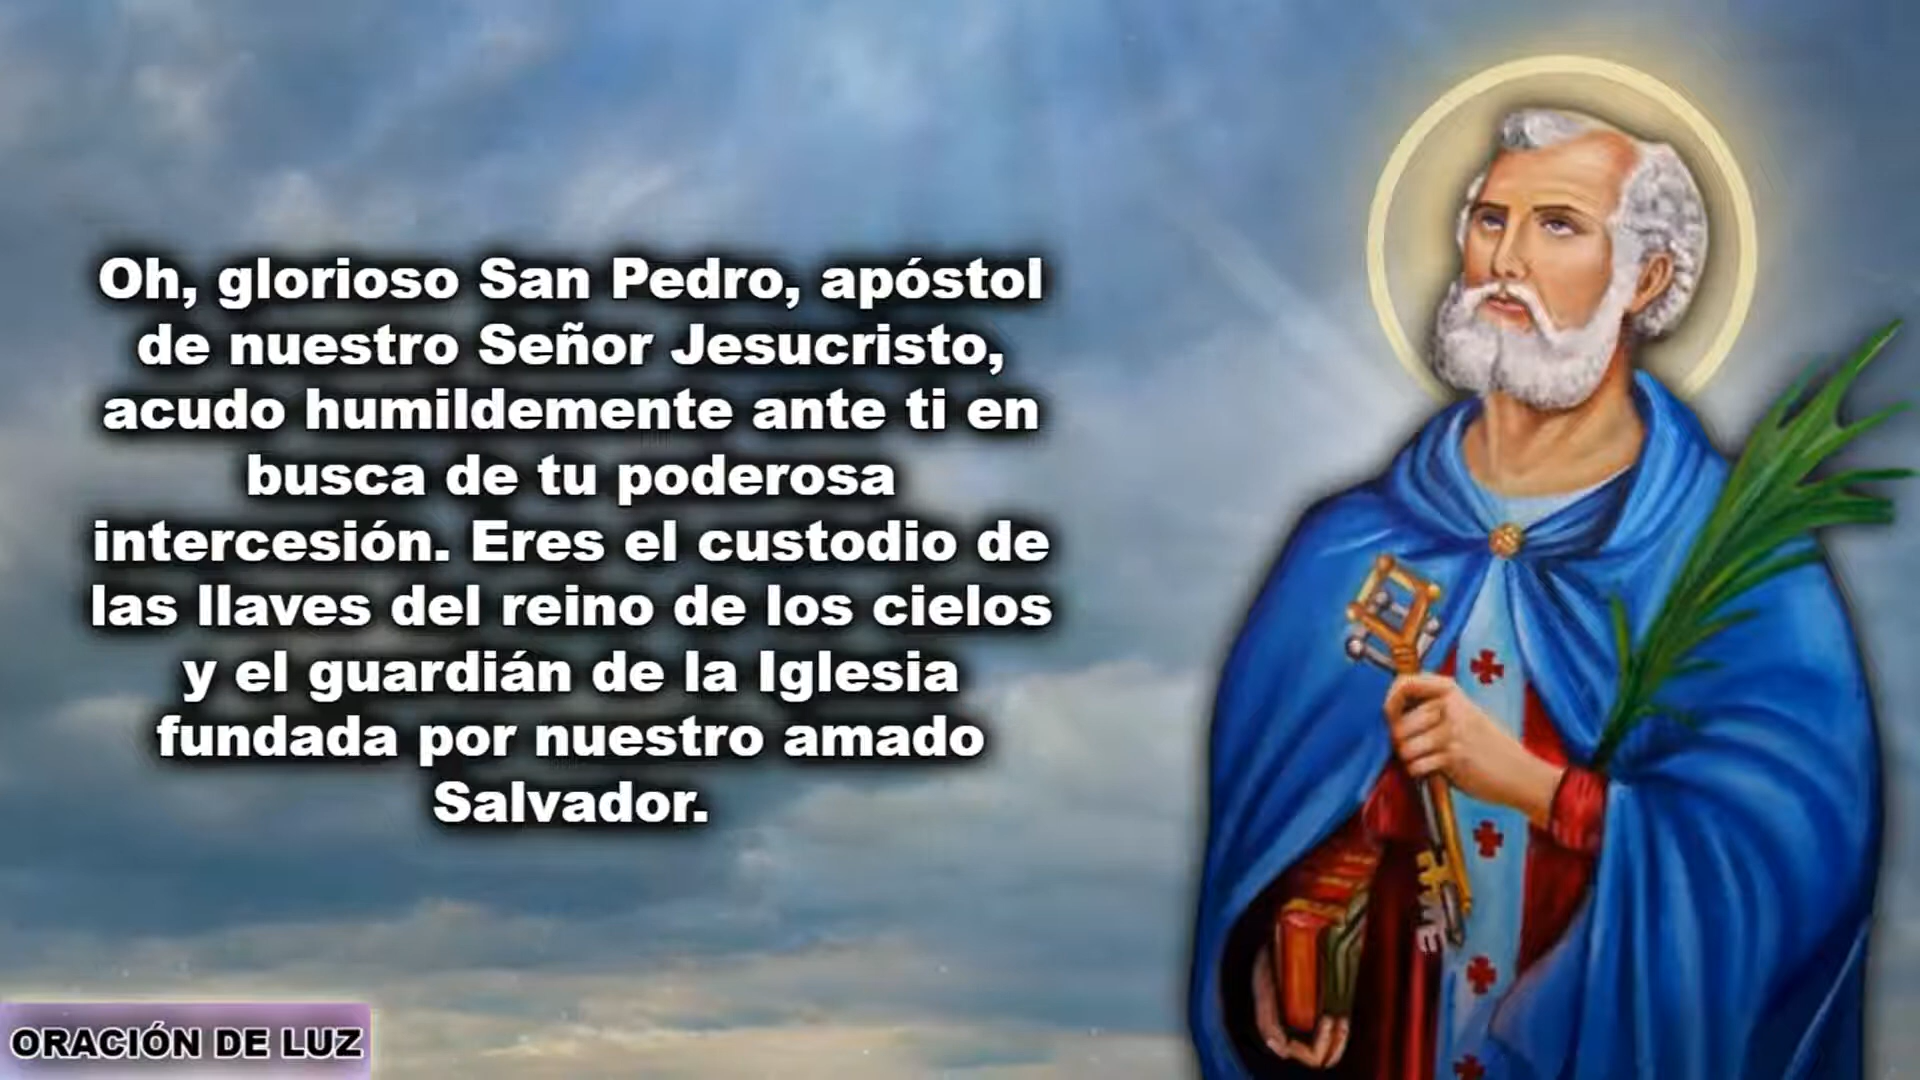 Oh, glorioso San Pedro, apóstol
de nuestro Señor Jesucristo,
acudo humildemente ante ti en
busca de tu poderosa
intercesión. Eres el custodio de
las llaves del reino de los cielos
y el guardián de la Iglesia
fundada por nuestro amado
Salvador.
ORACIÓN DE LUZ